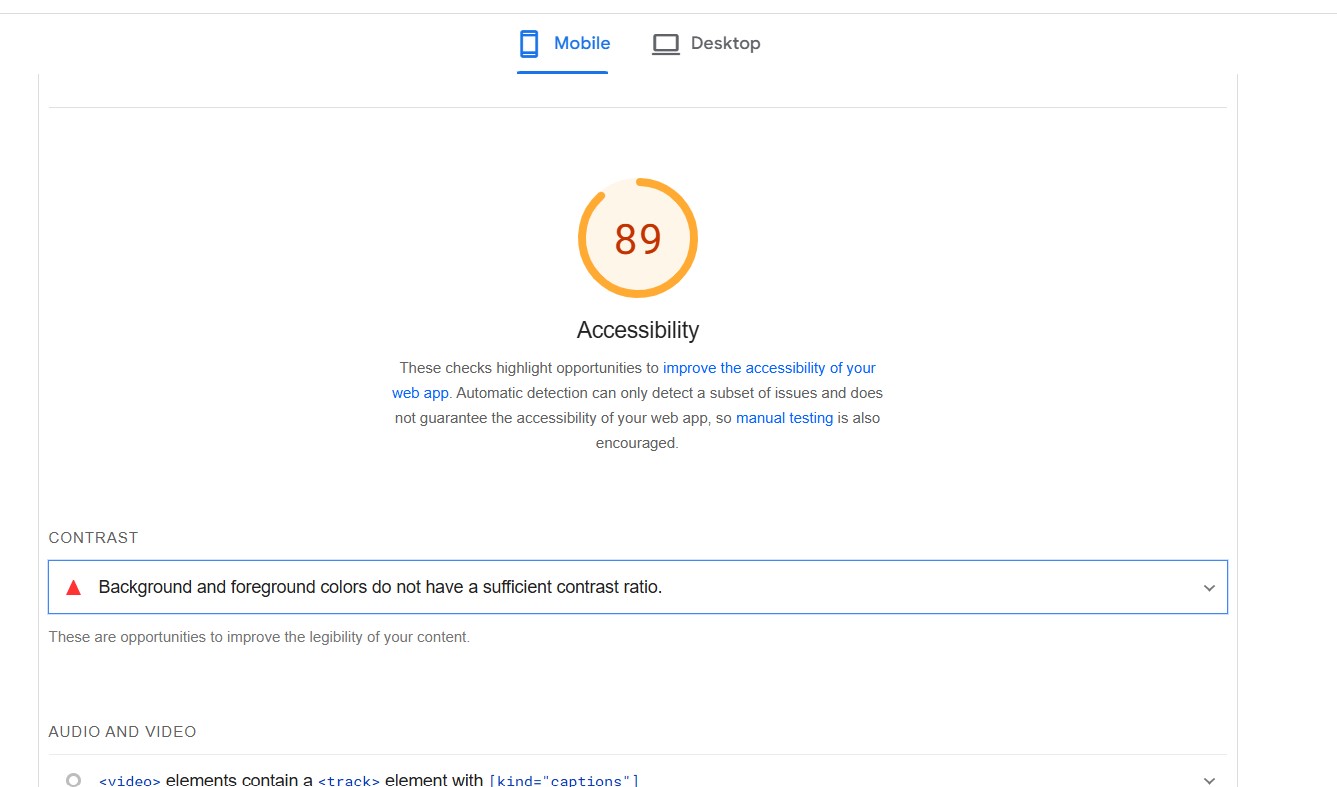 Mobile Desktop
89
Accessibility
These checks highlight opportunities to improve the accessibility of your
web app. Automatic detection can only detect a subset of issues and does
not guarantee the accessibility of your web app, so manual testing is also
encouraged.
CONTRAST
Background and foreground colors do not have a sufficient contrast ratio.
These are opportunities to improve the legibility of your content.
AUDIO AND VIDEO
<video> elements contain a <track> element with [kind="captions"]